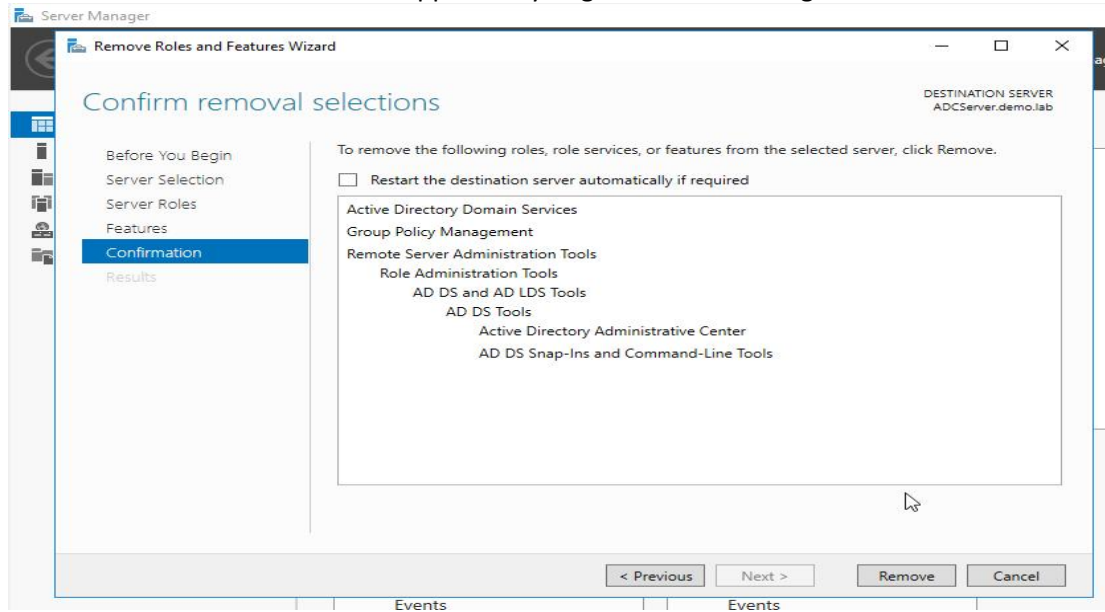 Server Manager
Remove Roles and Features Wizard
Confirm removal selections
DESTINATION SERVER
ADCServer.demo.lab
Before You Begin
Server Selection
Server Roles
Features
Confirmation
Results
To remove the following roles, role services, or features from the selected server, click Remove.
Restart the destination server automatically if required
Active Directory Domain Services
Group Policy Management
Remote Server Administration Tools
Role Administration Tools
AD DS and AD LDS Tools
AD DS Tools
Active Directory Administrative Center
AD DS Snap-Ins and Command-Line Tools
< Previous
Next >
Remove
Cancel
Events
Events